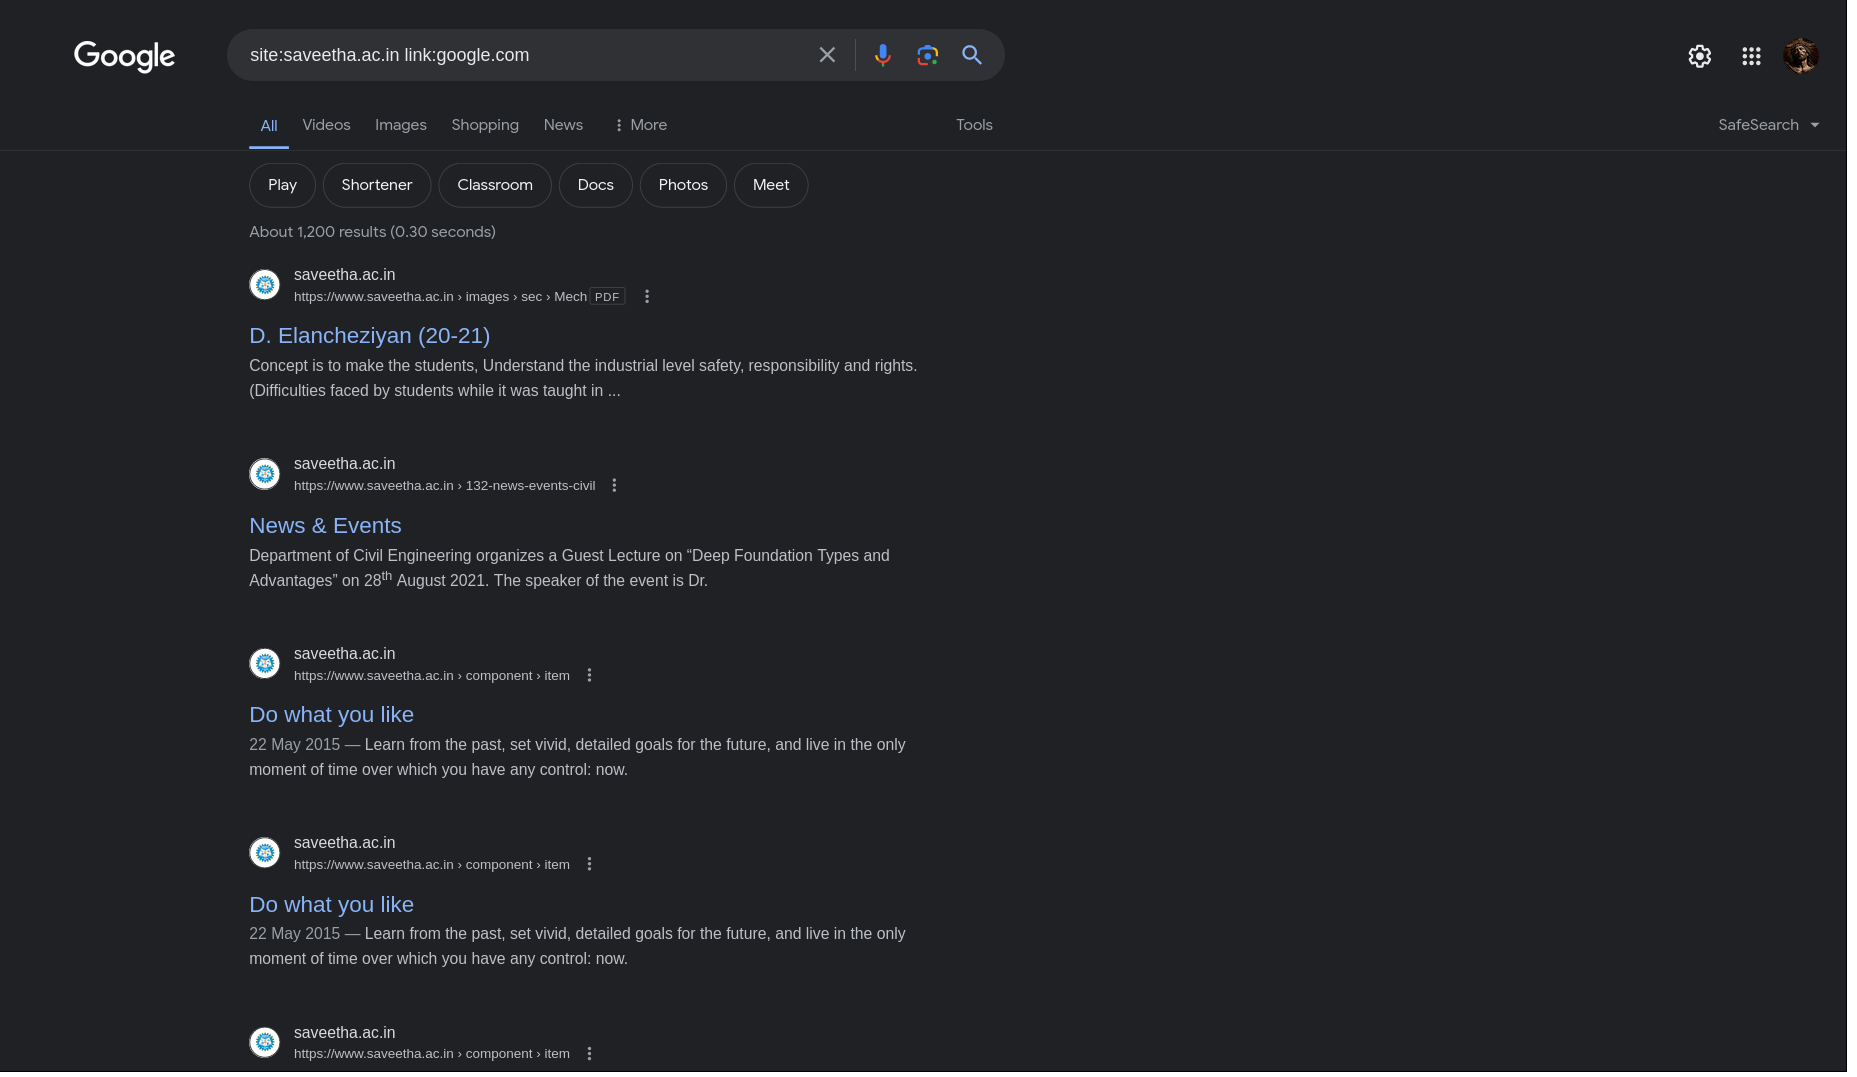 Google
site:saveetha.ac.in link:google.com
All Videos Images Shopping News More Tools SafeSearch
Play Shortener Classroom Docs Photos Meet
About 1,200 results (0.30 seconds)
saveetha.ac.in
https://www.saveetha.ac.in › images › sec › Mech PDF
D. Elancheziyan (20-21)
Concept is to make the students, Understand the industrial level safety, responsibility and rights.
(Difficulties faced by students while it was taught in ...
saveetha.ac.in
https://www.saveetha.ac.in › 132-news-events-civil
News & Events
Department of Civil Engineering organizes a Guest Lecture on “Deep Foundation Types and
Advantages” on 28th August 2021. The speaker of the event is Dr.
saveetha.ac.in
https://www.saveetha.ac.in › component › item
Do what you like
22 May 2015 — Learn from the past, set vivid, detailed goals for the future, and live in the only
moment of time over which you have any control: now.
saveetha.ac.in
https://www.saveetha.ac.in › component › item
Do what you like
22 May 2015 — Learn from the past, set vivid, detailed goals for the future, and live in the only
moment of time over which you have any control: now.
saveetha.ac.in
https://www.saveetha.ac.in › component › item